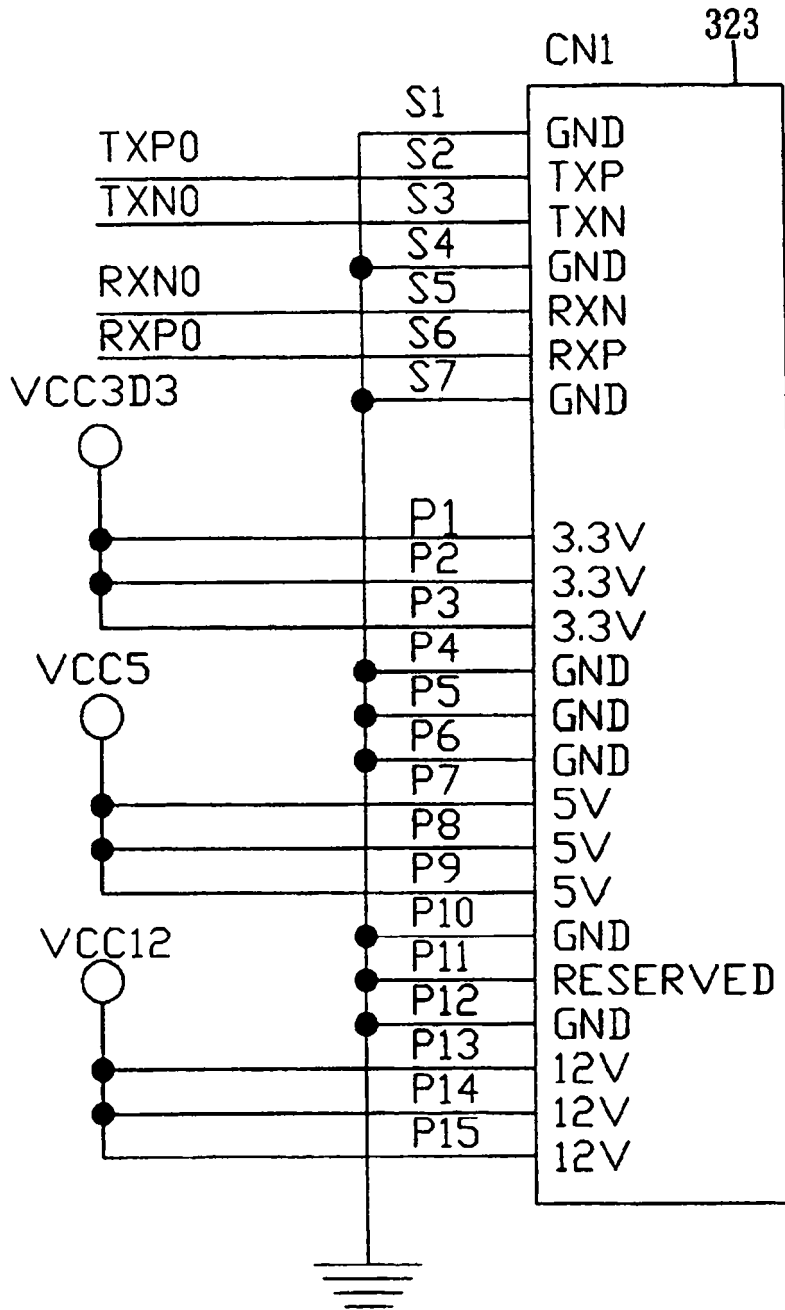 323
CN1
S1 GND
TXP0 S2 TXP
TXN0 S3 TXN
S4 GND
RXN0 S5 RXN
RXP0 S6 RXP
S7 GND
VCC3D3
P1 3.3V
P2 3.3V
P3 3.3V
P4 GND
VCC5
P5 GND
P6 GND
P7 5V
P8 5V
P9 5V
P10 GND
VCC12
P11 RESERVED
P12 GND
P13 12V
P14 12V
P15 12V